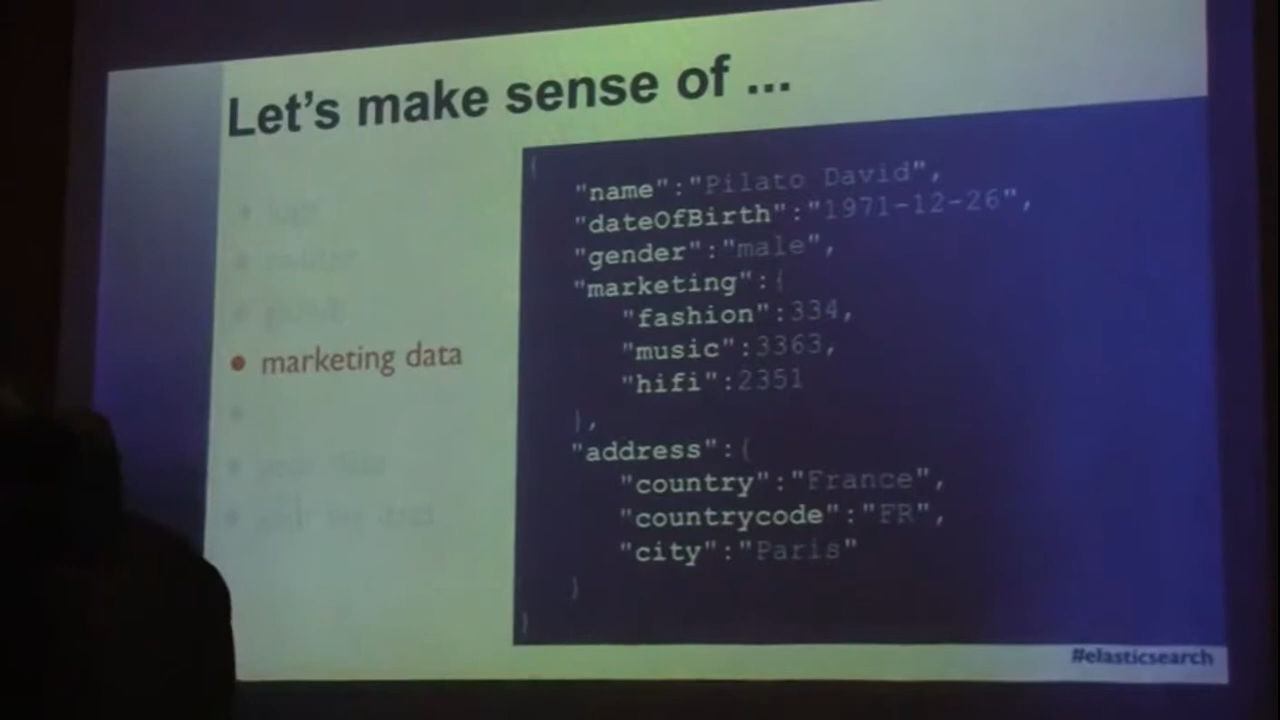 Let's make sense of ...
• marketing data
{
"name":"Pilato David",
"dateOfBirth":"1971-12-26",
"gender":"male",
"marketing":{
"fashion":334,
"music":3363,
"hifi":2351
},
"address":{
"country":"France",
"countrycode":"FR",
"city":"Paris"
}
}
#elasticsearch